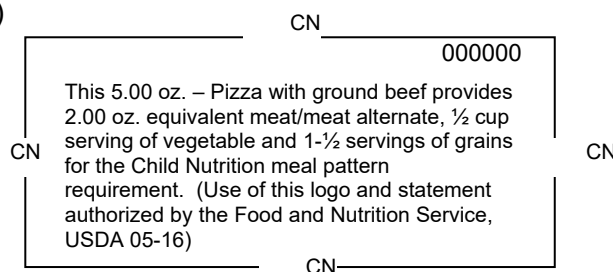 )
CN
000000
This 5.00 oz. – Pizza with ground beef provides
2.00 oz. equivalent meat/meat alternate, ½ cup
serving of vegetable and 1-½ servings of grains
CN
CN
for the Child Nutrition meal pattern
requirement.  (Use of this logo and statement
authorized by the Food and Nutrition Service,
USDA 05-16)
CN